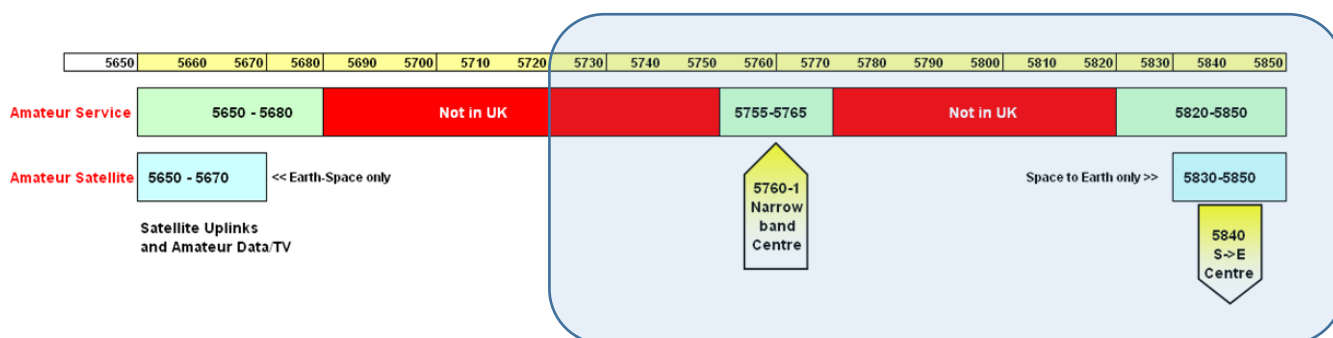 5650 5660 5670 5680 5690 5700 5710 5720 5730 5740 5750 5760 5770 5780 5790 5800 5810 5820 5830 5840 5850
Amateur Service 5650 - 5680 Not in UK 5755-5765 Not in UK 5820-5850
Amateur Satellite 5650 - 5670 << Earth-Space only Space to Earth only >> 5830-5850
Satellite Uplinks
and Amateur Data/TV
5760-1
Narrow
band
Centre
5840
S->E
Centre